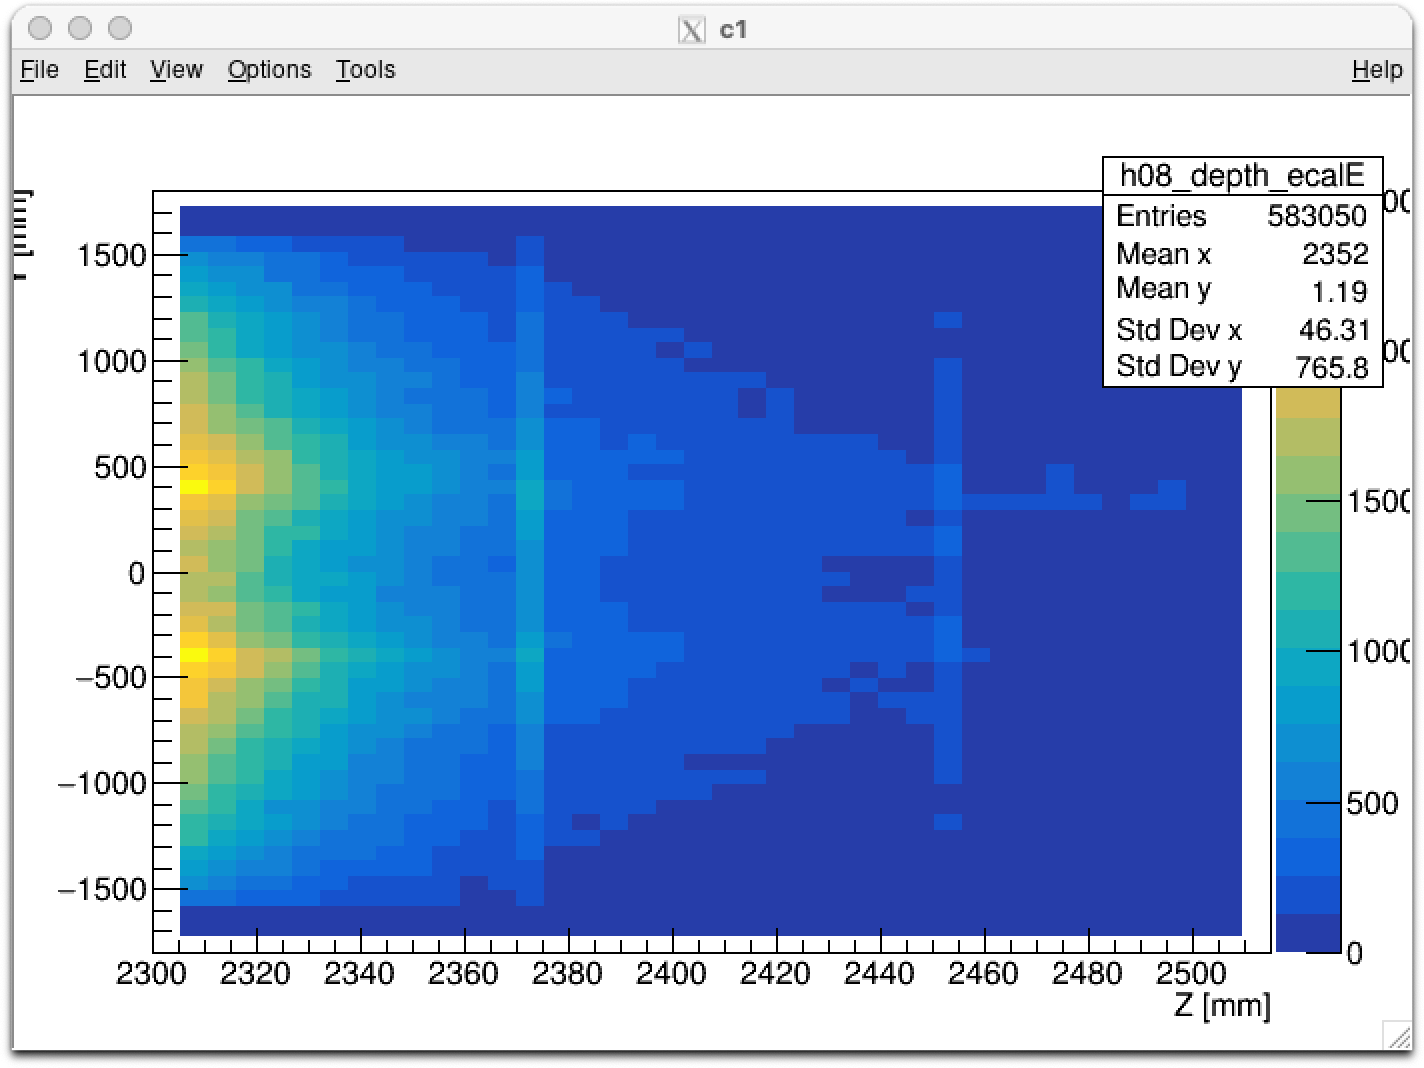 c1
File Edit View Options Tools Help
h08_depth_ecalE
Entries 583050
Mean x 2352
Mean y 1.19
Std Dev x 46.31
Std Dev y 765.8
mm]
1500
1000
500
0
−500
−1000
−1500
2300 2320 2340 2360 2380 2400 2420 2440 2460 2480 2500
Z [mm]
1500
1000
500
0